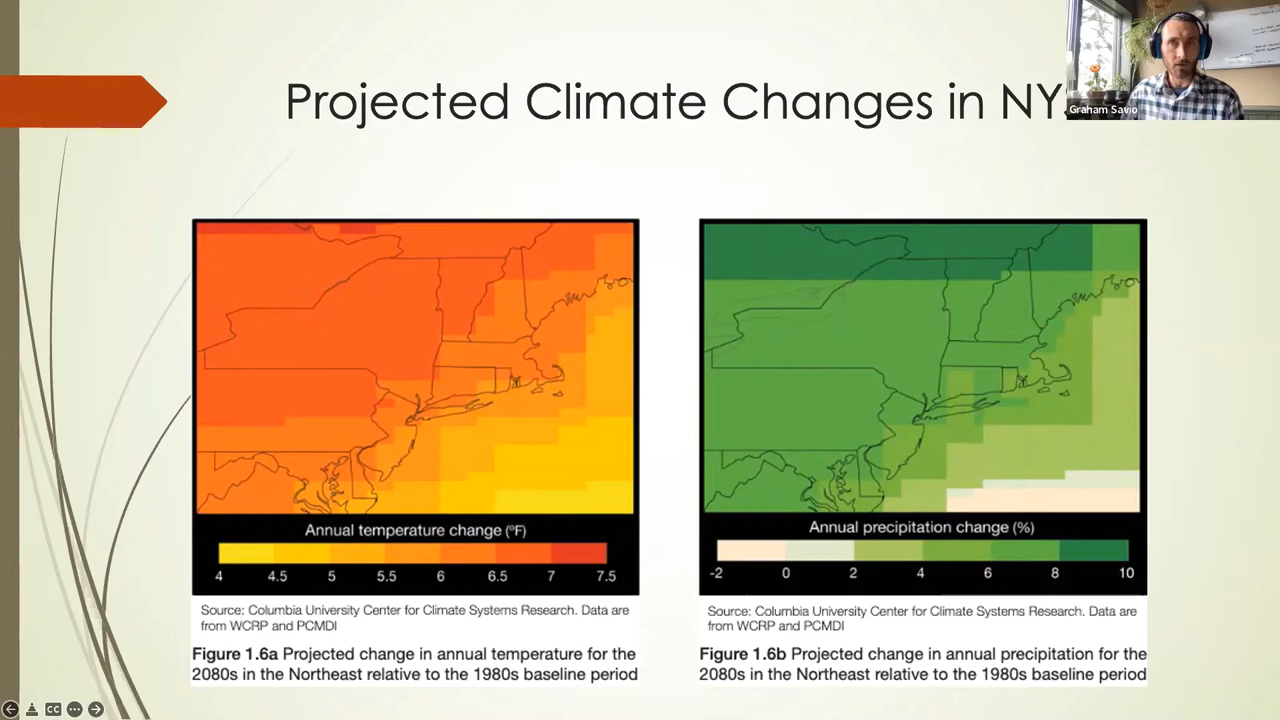 Projected Climate Changes in NY
Graham Savio
Annual temperature change (ºF)
4 4.5 5 5.5 6 6.5 7 7.5
Source: Columbia University Center for Climate Systems Research. Data are
from WCRP and PCMDI
Figure 1.6a Projected change in annual temperature for the
2080s in the Northeast relative to the 1980s baseline period
Annual precipitation change (%)
-2 0 2 4 6 8 10
Source: Columbia University Center for Climate Systems Research. Data are
from WCRP and PCMDI
Figure 1.6b Projected change in annual precipitation for the
2080s in the Northeast relative to the 1980s baseline period
CC